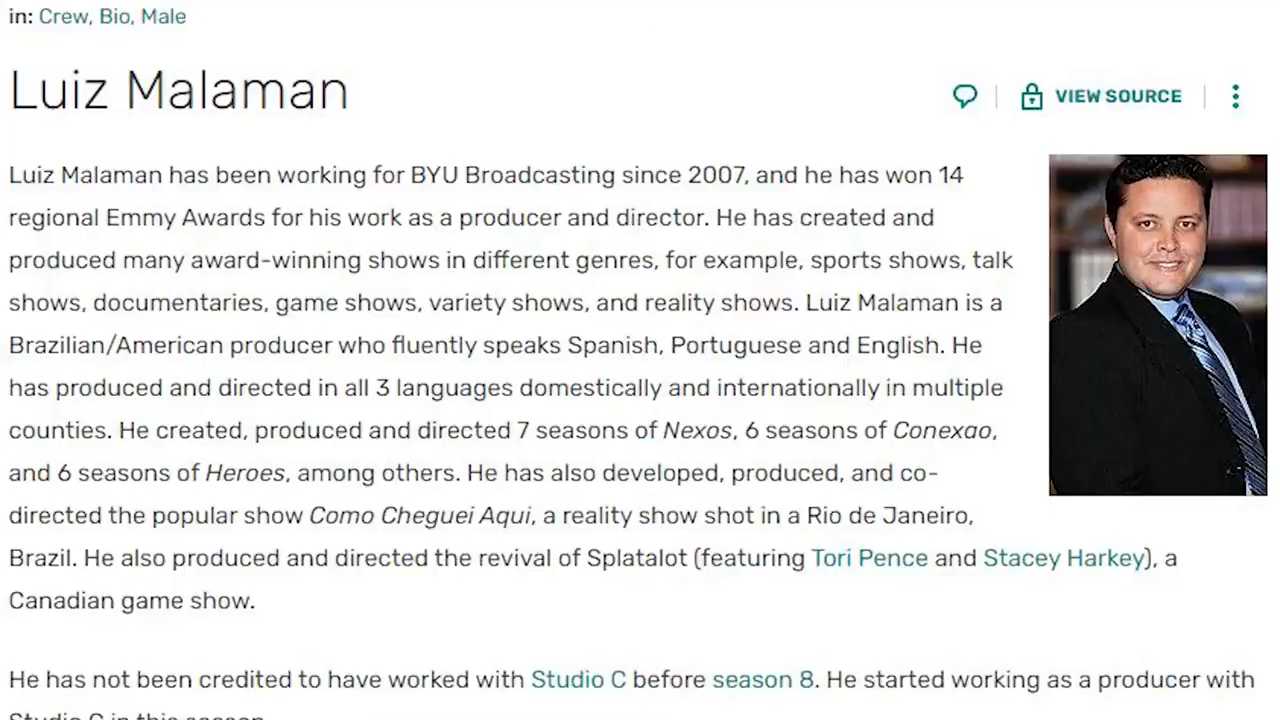 in: Crew, Bio, Male
Luiz Malaman
VIEW SOURCE
Luiz Malaman has been working for BYU Broadcasting since 2007, and he has won 14
regional Emmy Awards for his work as a producer and director. He has created and
produced many award-winning shows in different genres, for example, sports shows, talk
shows, documentaries, game shows, variety shows, and reality shows. Luiz Malaman is a
Brazilian/American producer who fluently speaks Spanish, Portuguese and English. He
has produced and directed in all 3 languages domestically and internationally in multiple
counties. He created, produced and directed 7 seasons of Nexos, 6 seasons of Conexao,
and 6 seasons of Heroes, among others. He has also developed, produced, and co-
directed the popular show Como Cheguei Aqui, a reality show shot in a Rio de Janeiro,
Brazil. He also produced and directed the revival of Splatalot (featuring Tori Pence and Stacey Harkey), a
Canadian game show.
He has not been credited to have worked with Studio C before season 8. He started working as a producer with
Studio C in this season.